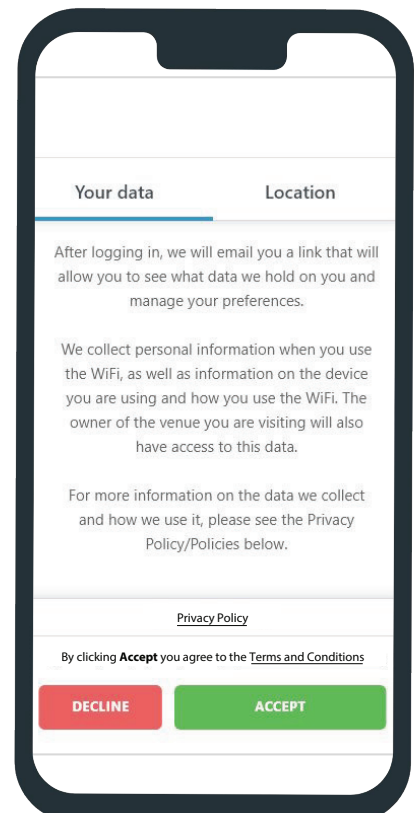 Your data Location
After logging in, we will email you a link that will
allow you to see what data we hold on you and
manage your preferences.
We collect personal information when you use
the WiFi, as well as information on the device
you are using and how you use the WiFi. The
owner of the venue you are visiting will also
have access to this data.
For more information on the data we collect
and how we use it, please see the Privacy
Policy/Policies below.
Privacy Policy
By clicking Accept you agree to the Terms and Conditions
DECLINE ACCEPT